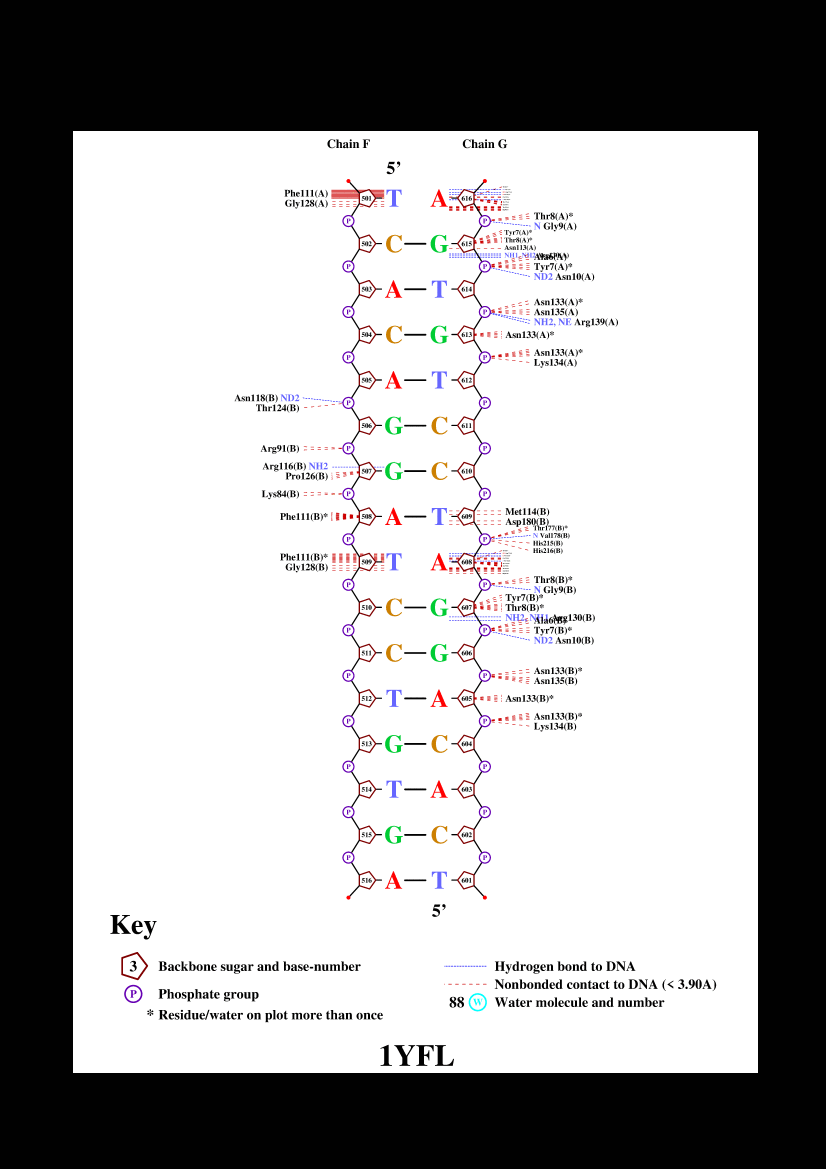 Chain F Chain G
5’
Phe111(A) 501 T A 616
Gly128(A)
P P Thr8(A)*
N Gly9(A)
Tyr7(A)*
502 C G 615 Thr8(A)*
Asn113(A)
P P Tyr7(A)*
ND2 Asn10(A)
503 A T 614
Asn133(A)*
P P Asn135(A)
NH2, NE Arg139(A)
504 C G 613 Asn133(A)*
P P Asn133(A)*
Lys134(A)
505 A T 612
Asn118(B) ND2 P P
Thr124(B)
506 G C 611
Arg91(B) P P
Arg116(B) NH2 507 G C 610
Pro126(B)
Lys84(B) P P
Phe111(B)* 508 A T 609 Met114(B)
Asp180(B)
Thr177(B)*
P P N Val178(B)
His215(B)
His216(B)
Phe111(B)* 509 T A 608
Gly128(B)
P P Thr8(B)*
N Gly9(B)
Tyr7(B)*
510 C G 607 Thr8(B)*
NH2, NH1 Arg130(B)
Ala6(B)*
P P Tyr7(B)*
ND2 Asn10(B)
511 C G 606
P P Asn133(B)*
Asn135(B)
512 T A 605 Asn133(B)*
P P Asn133(B)*
Lys134(B)
513 G C 604
P P
514 T A 603
P P
515 G C 602
P P
516 A T 601
5’
Key
3 Backbone sugar and base-number
P Phosphate group
* Residue/water on plot more than once
Hydrogen bond to DNA
Nonbonded contact to DNA (< 3.90A)
88 W Water molecule and number
1YFL